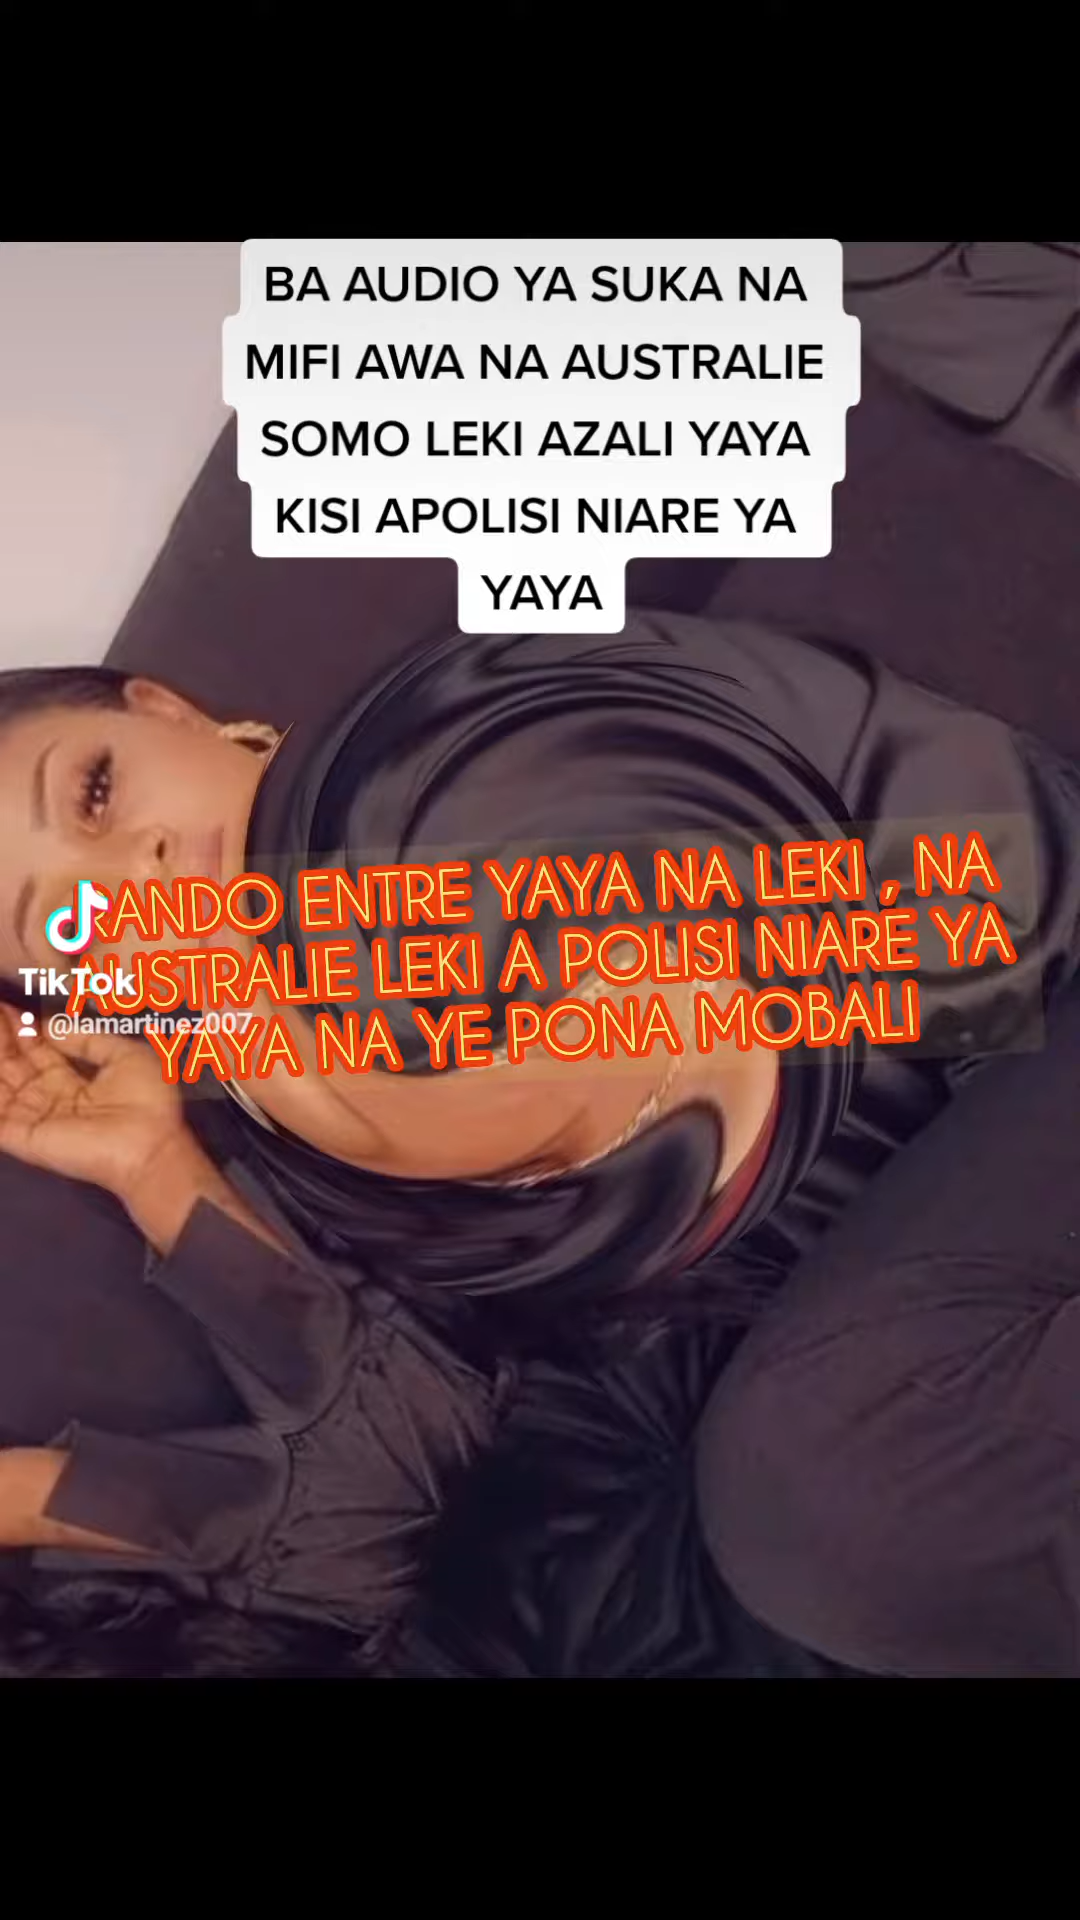 BA AUDIO YA SUKA NA
MIFI AWA NA AUSTRALIE
SOMO LEKI AZALI YAYA
KISI APOLISI NIARE YA
YAYA
RANDO ENTRE YAYA NA LEKI , NA
AUSTRALIE LEKI A POLISI NIARE YA
YAYA NA YE PONA MOBALI
TikTok
@lamartinez007